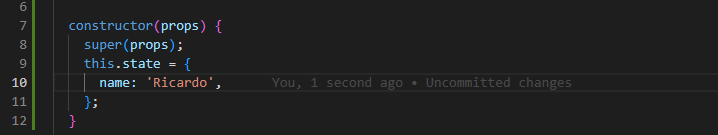 6
7 constructor(props) {
8 super(props);
9 this.state = {
10 name: 'Ricardo', You, 1 second ago • Uncommitted changes
11 };
12 }